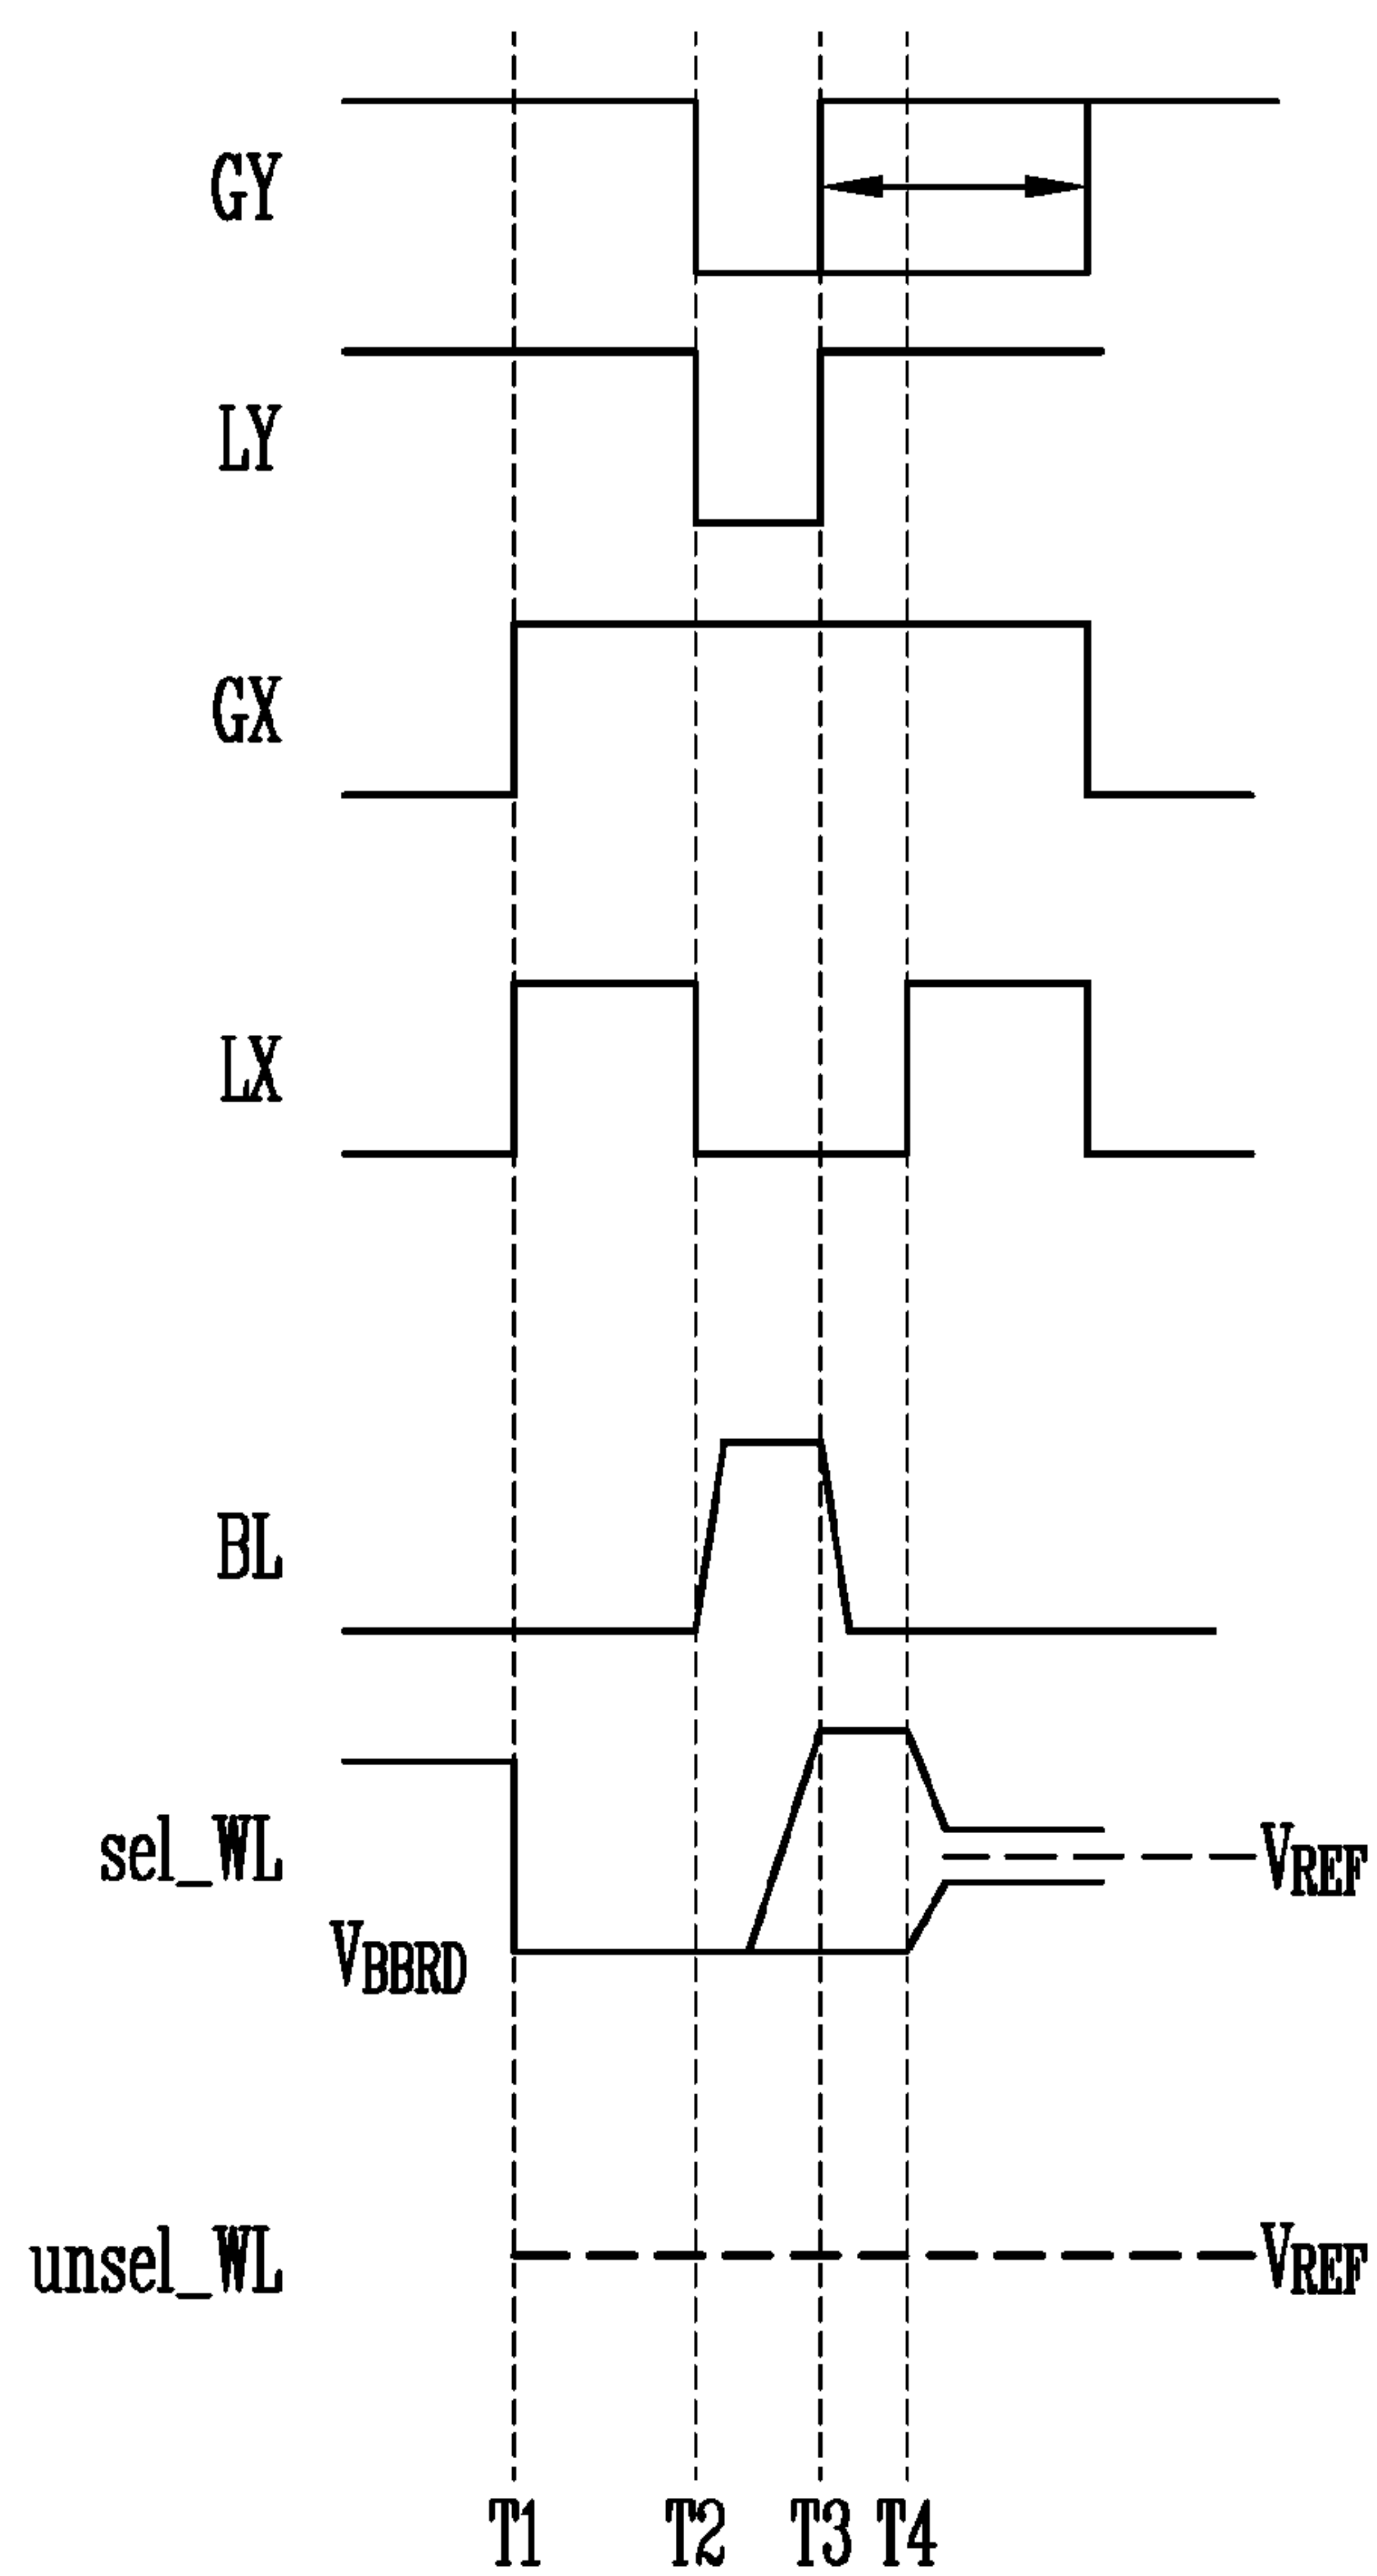 GY
LY
GX
LX
BL
sel_WL
VREF
VBBRD
unsel_WL
VREF
T1 T2 T3 T4